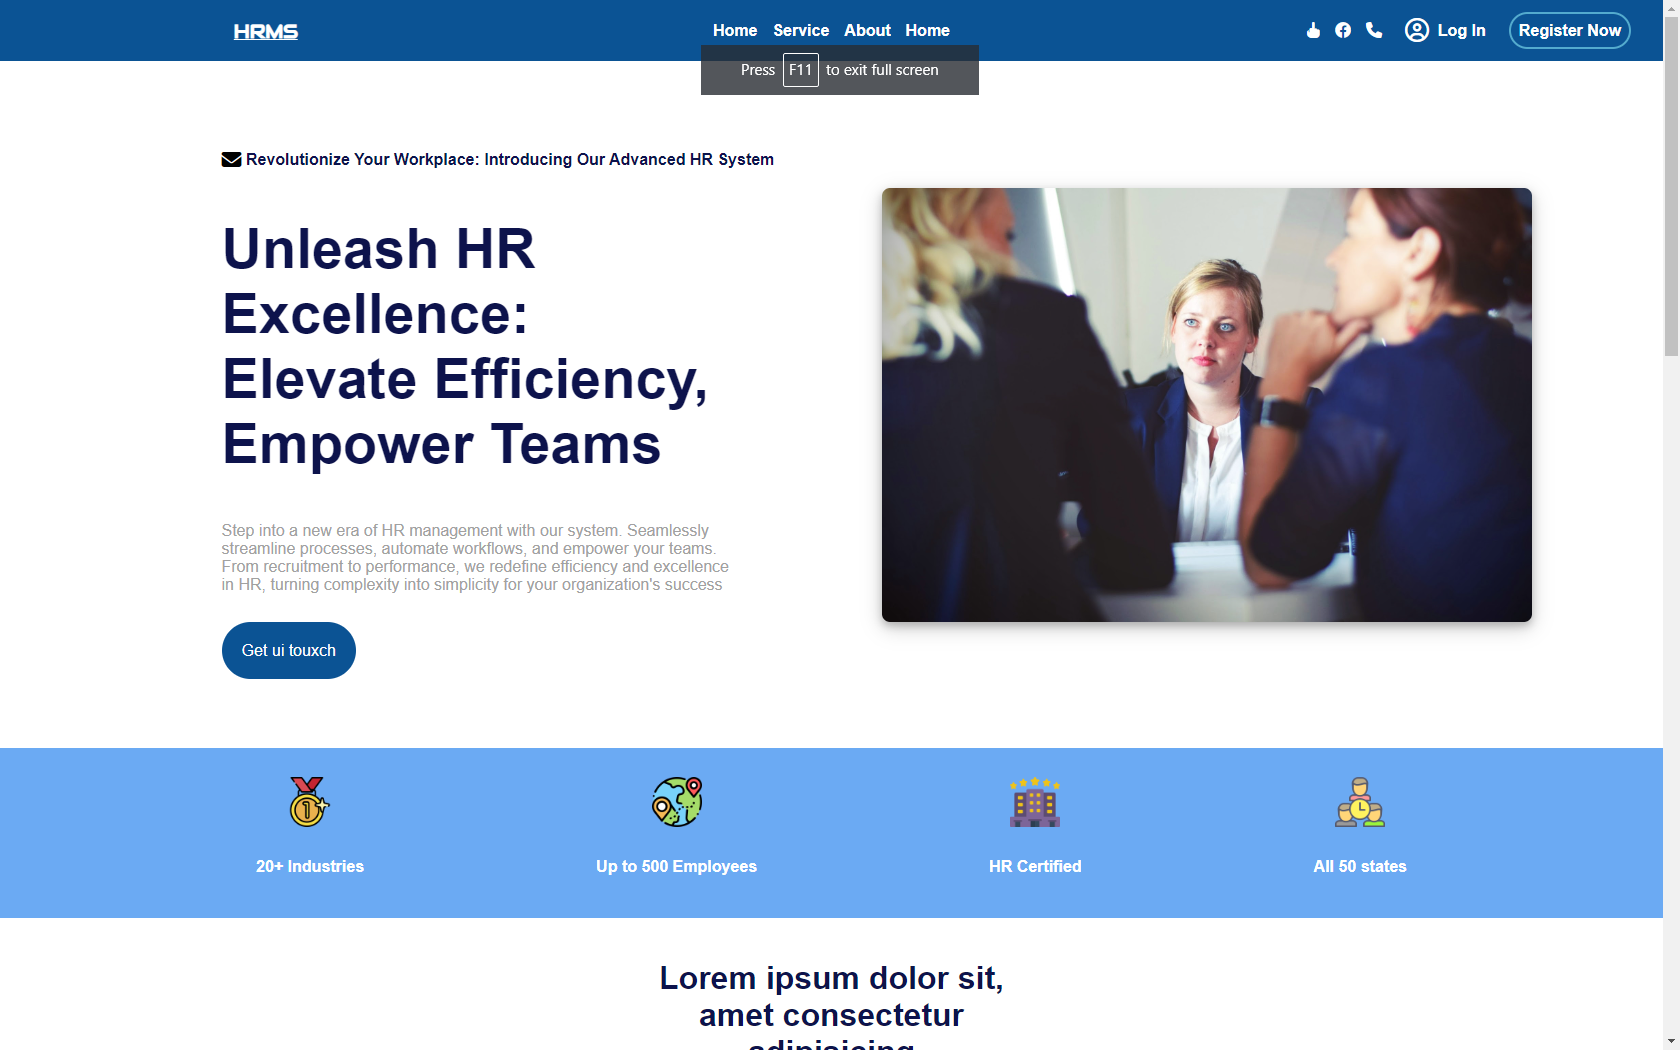 HRMS
Home Service About Home
Log In
Register Now
Press F11 to exit full screen
Revolutionize Your Workplace: Introducing Our Advanced HR System
Unleash HR
Excellence:
Elevate Efficiency,
Empower Teams
Step into a new era of HR management with our system. Seamlessly
streamline processes, automate workflows, and empower your teams.
From recruitment to performance, we redefine efficiency and excellence
in HR, turning complexity into simplicity for your organization's success
Get ui touxch
20+ Industries
Up to 500 Employees
HR Certified
All 50 states
Lorem ipsum dolor sit,
amet consectetur
adipisicing